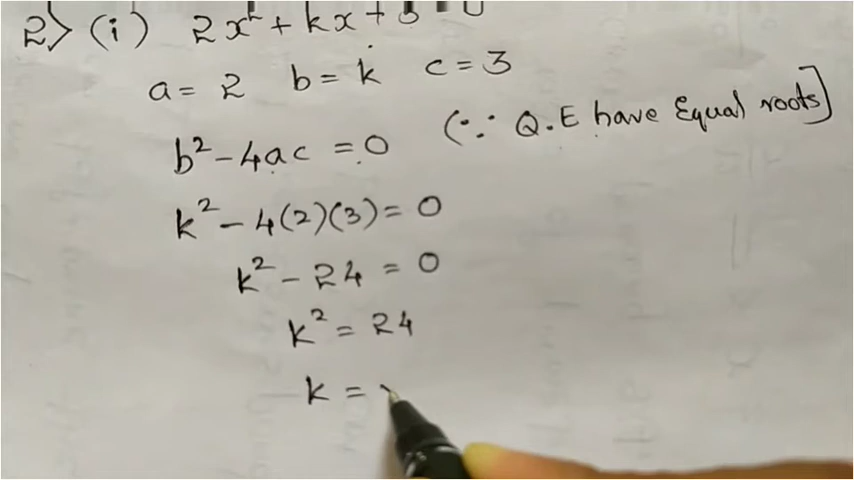 2) (i) 2x² + kx + 3 = 0
a = 2 b = k c = 3
b² - 4ac = 0 (∵ Q.E have Equal roots]
k² - 4(2)(3) = 0
k² - 24 = 0
k² = 24
k =